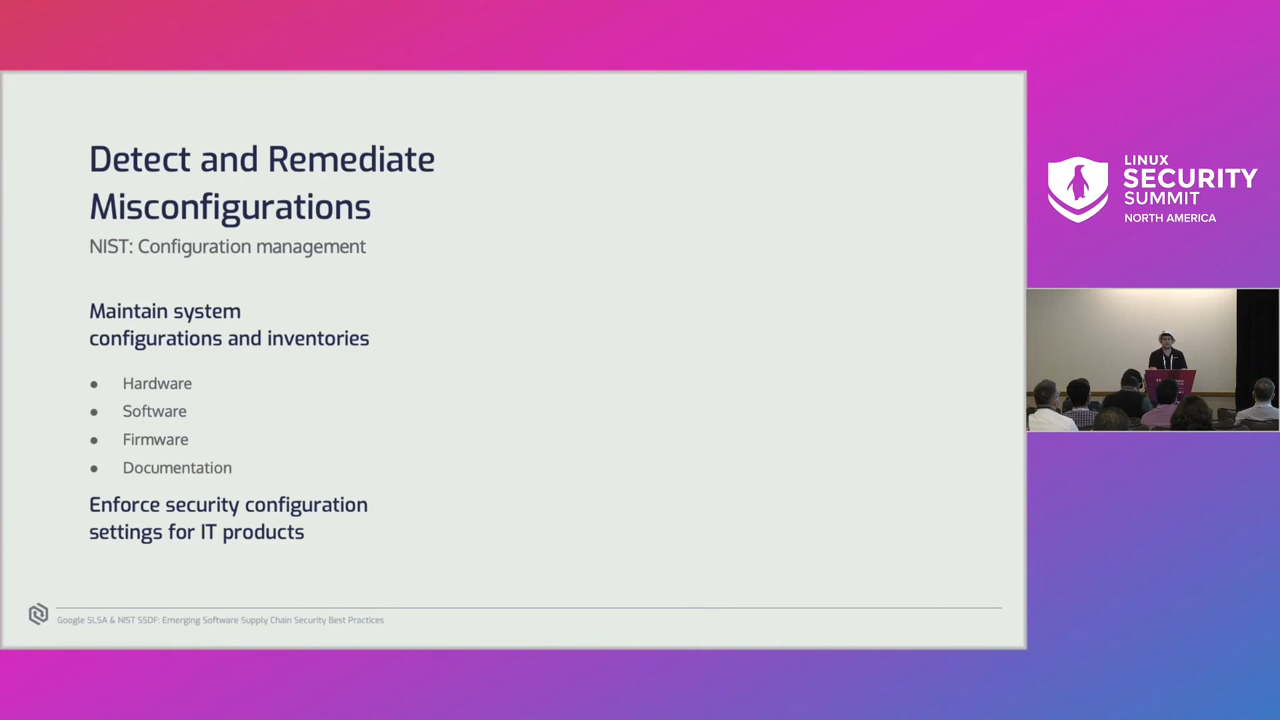 Detect and Remediate
Misconfigurations
NIST: Configuration management
Maintain system
configurations and inventories
● Hardware
● Software
● Firmware
● Documentation
Enforce security configuration
settings for IT products
Google SLSA & NIST SSDF: Emerging Software Supply Chain Security Best Practices
LINUX
SECURITY
SUMMIT
NORTH AMERICA